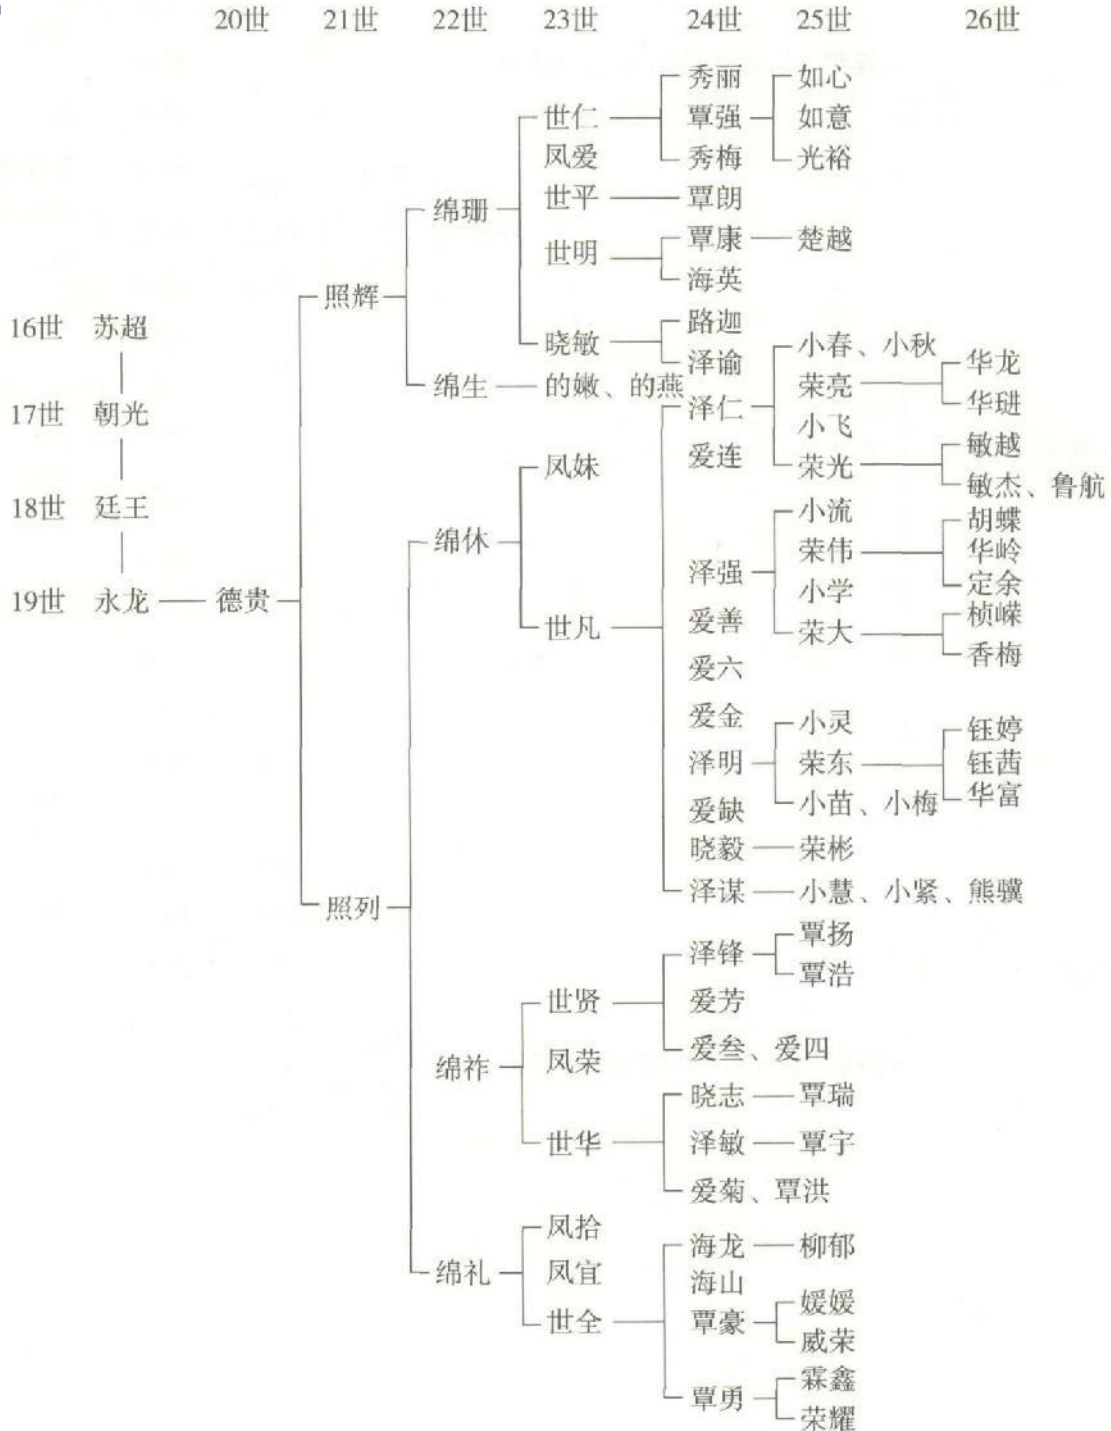 20世 21世 22世 23世 24世 25世 26世
秀丽 如心
世仁 覃强 如意
凤爱 秀梅 光裕
绵珊 世平 覃朗
世明 覃康 楚越
海英
照辉
16世 苏超 路迦
晓敏 泽谕 小春、小秋 华龙
绵生 的嫩、的燕 荣亮
17世 朝光 泽仁 小飞 华琎
爱连 敏越
凤妹 荣光
敏杰、鲁航
18世 廷王 小流 胡蝶
绵休 荣伟 华岭
泽强 小学 定余
19世 永龙 德贵 桢嵘
爱善 荣大
世凡 香梅
爱六
爱金 小灵 钰婷
泽明 荣东 钰茜
爱缺 小苗、小梅 华富
晓毅 荣彬
照列 泽谋 小慧、小紧、熊骥
覃扬
泽锋 覃浩
世贤 爱芳
凤荣 爱叁、爱四
绵祚
晓志 覃瑞
世华 泽敏 覃宇
爱菊、覃洪
凤拾 海龙 柳郁
绵礼 凤宜 海山
世全 覃豪 媛媛
威荣
覃勇 霖鑫
荣耀